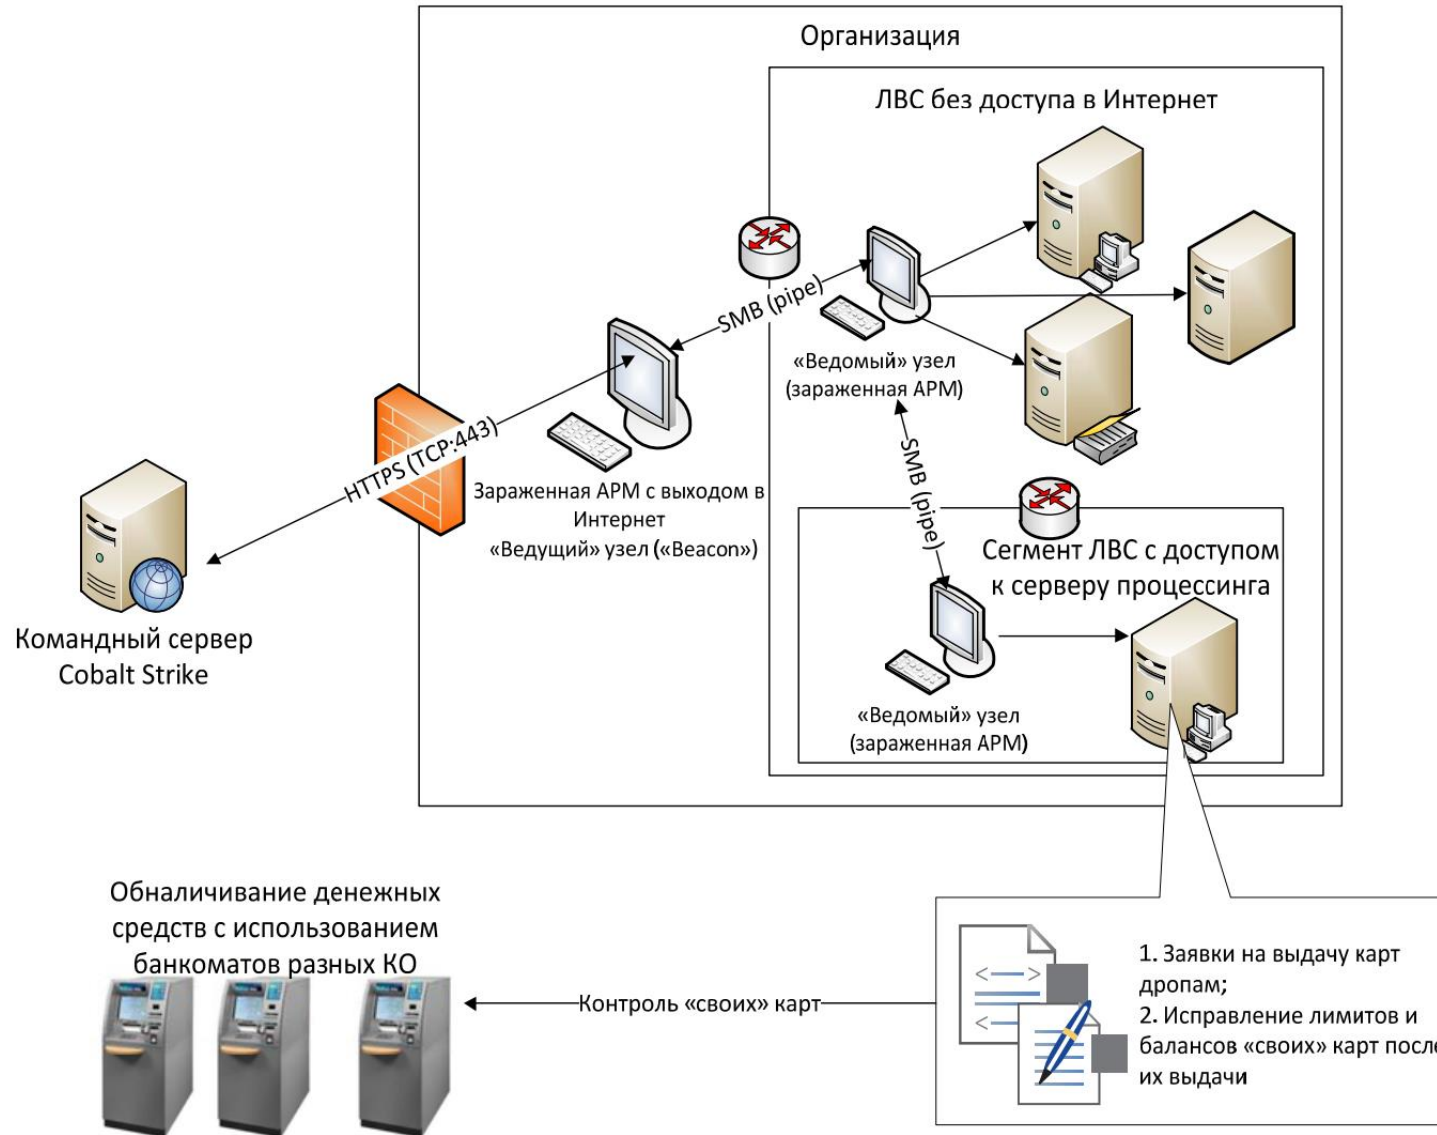 Организация
ЛВС без доступа в Интернет
SMB (pipe)
«Ведомый» узел
(зараженная АРМ)
HTTPS (TCP:443)
SMB (pipe)
Зараженная АРМ с выходом в
Интернет
«Ведущий» узел («Beacon»)
Сегмент ЛВС с доступом
к серверу процессинга
Командный сервер
Cobalt Strike
«Ведомый» узел
(зараженная АРМ)
Обналичивание денежных
средств с использованием
банкоматов разных КО
Контроль «своих» карт
1. Заявки на выдачу карт
дропам;
2. Исправление лимитов и
балансов «своих» карт после
их выдачи